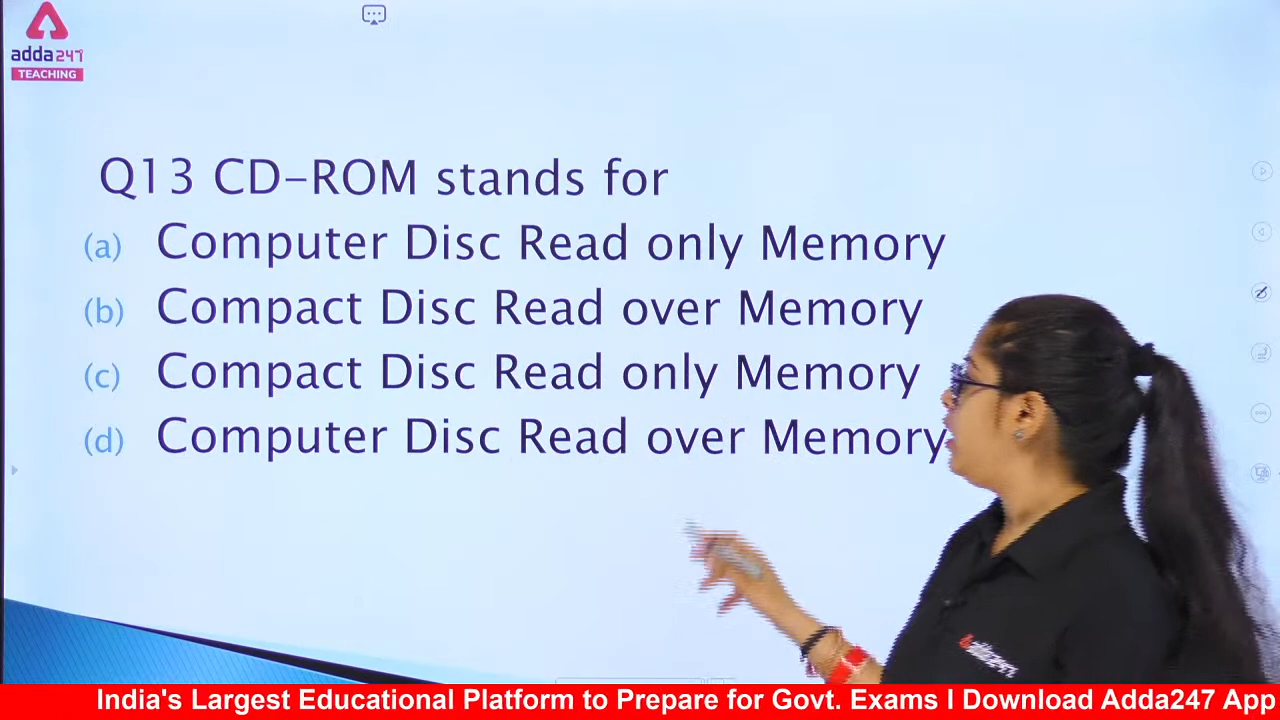 adda247
TEACHING
Q13 CD-ROM stands for
(a) Computer Disc Read only Memory
(b) Compact Disc Read over Memory
(c) Compact Disc Read only Memory
(d) Computer Disc Read over Memory
India's Largest Educational Platform to Prepare for Govt. Exams I Download Adda247 App